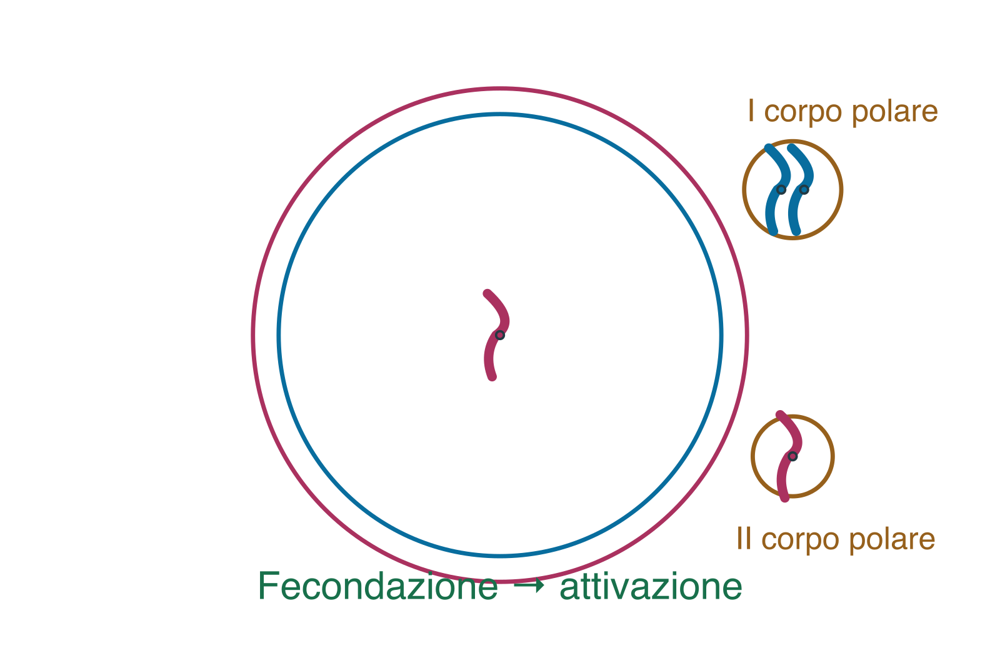 I corpo polare
II corpo polare
Fecondazione → attivazione